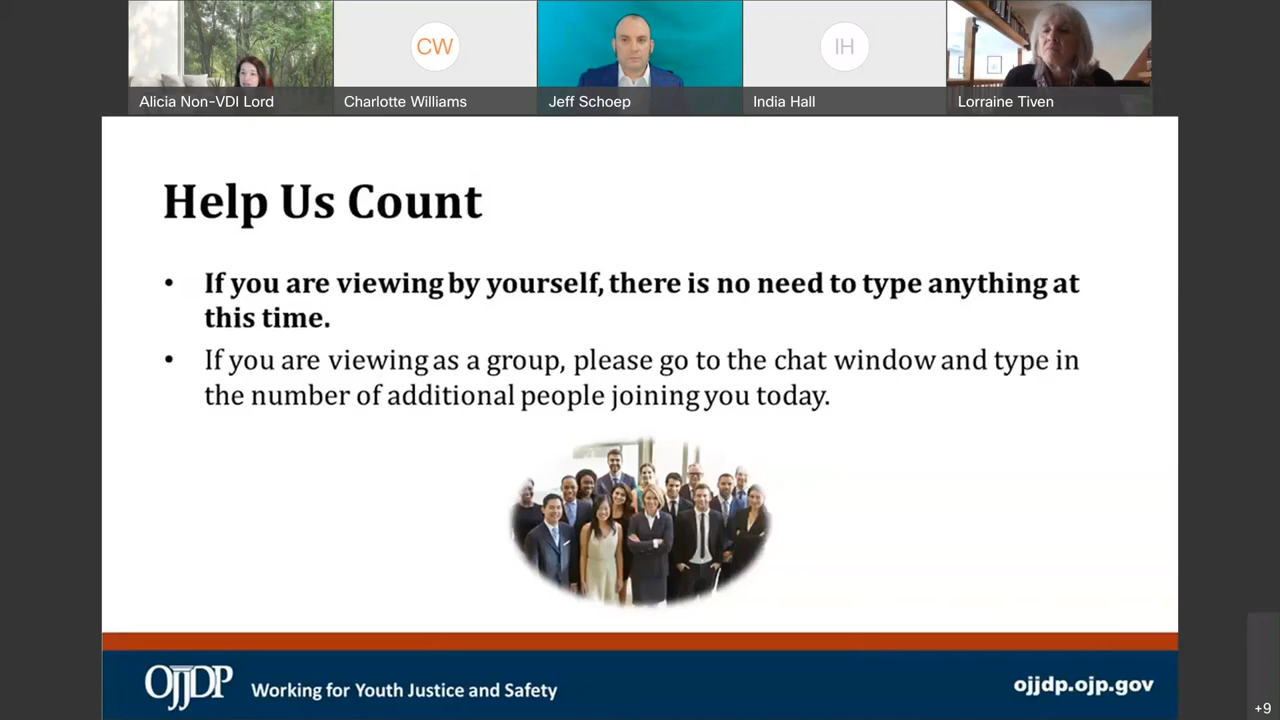 CW
IH
Alicia Non-VDI Lord
Charlotte Williams
Jeff Schoep
India Hall
Lorraine Tiven
Help Us Count
• If you are viewing by yourself, there is no need to type anything at
this time.
• If you are viewing as a group, please go to the chat window and type in
the number of additional people joining you today.
OJJDP
Working for Youth Justice and Safety
ojjdp.ojp.gov
+9